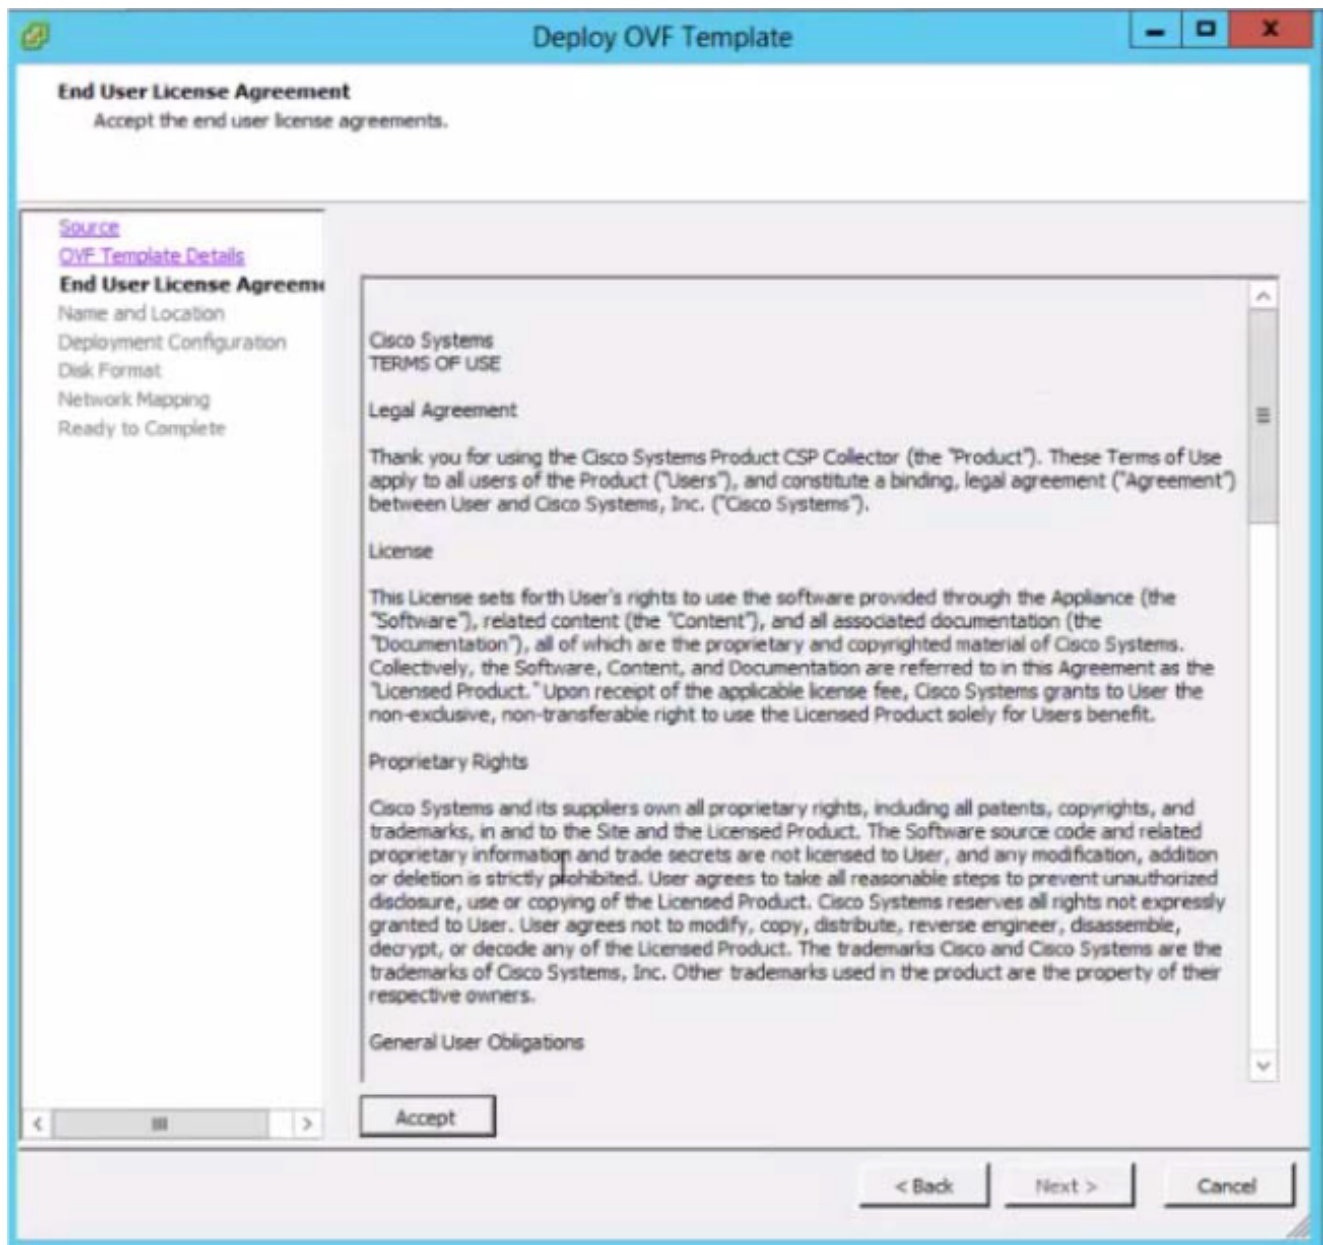 Deploy OVF Template
X
End User License Agreement
Accept the end user license agreements.
Source
OVF Template Details
End User License Agreeme
Name and Location
Deployment Configuration
Disk Format
Network Mapping
Ready to Complete
Cisco Systems
TERMS OF USE
Legal Agreement
Thank you for using the Cisco Systems Product CSP Collector (the "Product"). These Terms of Use
apply to all users of the Product ("Users"), and constitute a binding, legal agreement ("Agreement")
between User and Cisco Systems, Inc. ("Cisco Systems").
License
This License sets forth User's rights to use the software provided through the Appliance (the
"Software"), related content (the "Content"), and all associated documentation (the
"Documentation"), all of which are the proprietary and copyrighted material of Cisco Systems.
Collectively, the Software, Content, and Documentation are referred to in this Agreement as the
"Licensed Product." Upon receipt of the applicable license fee, Cisco Systems grants to User the
non-exclusive, non-transferable right to use the Licensed Product solely for Users benefit.
Proprietary Rights
Cisco Systems and its suppliers own all proprietary rights, including all patents, copyrights, and
trademarks, in and to the Site and the Licensed Product. The Software source code and related
proprietary information and trade secrets are not licensed to User, and any modification, addition
or deletion is strictly prohibited. User agrees to take all reasonable steps to prevent unauthorized
disclosure, use or copying of the Licensed Product. Cisco Systems reserves all rights not expressly
granted to User. User agrees not to modify, copy, distribute, reverse engineer, disassemble,
decrypt, or decode any of the Licensed Product. The trademarks Cisco and Cisco Systems are the
trademarks of Cisco Systems, Inc. Other trademarks used in the product are the property of their
respective owners.
General User Obligations
Accept
< Back
Next >
Cancel